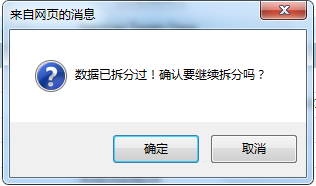 来自网页的消息
数据已拆分过！确认要继续拆分吗？
确定
取消